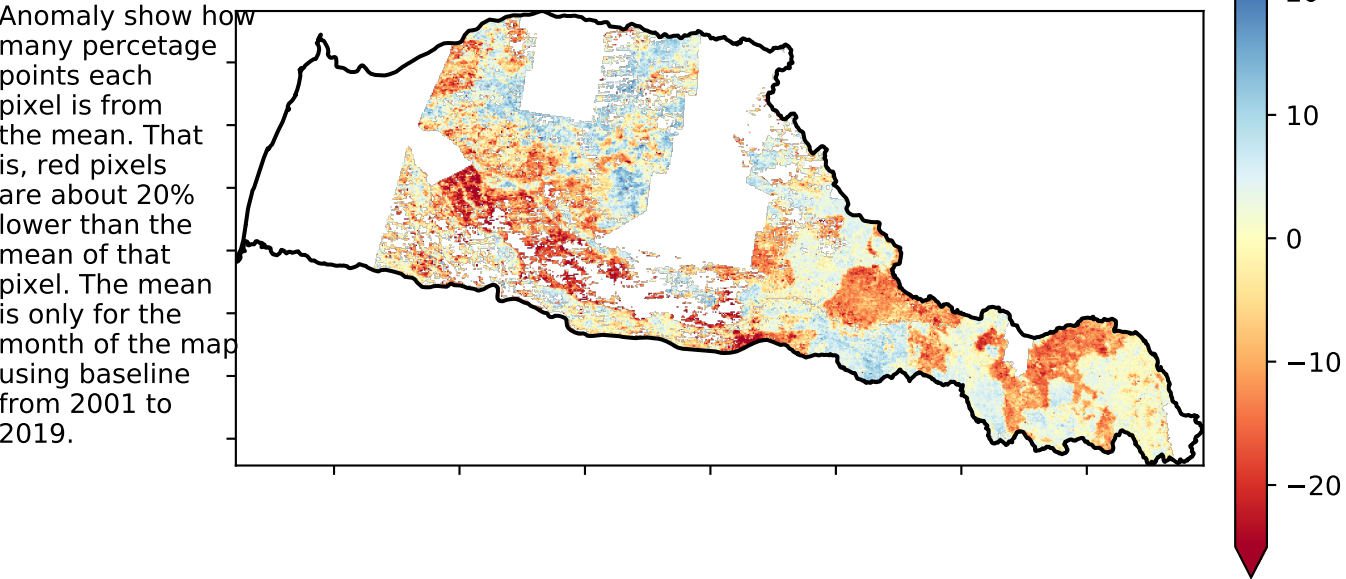 Anomaly show how
many percetage
points each
pixel is from
the mean. That
is, red pixels
are about 20%
lower than the
mean of that
pixel. The mean
is only for the
month of the map
using baseline
from 2001 to
2019.
10
0
−10
−20